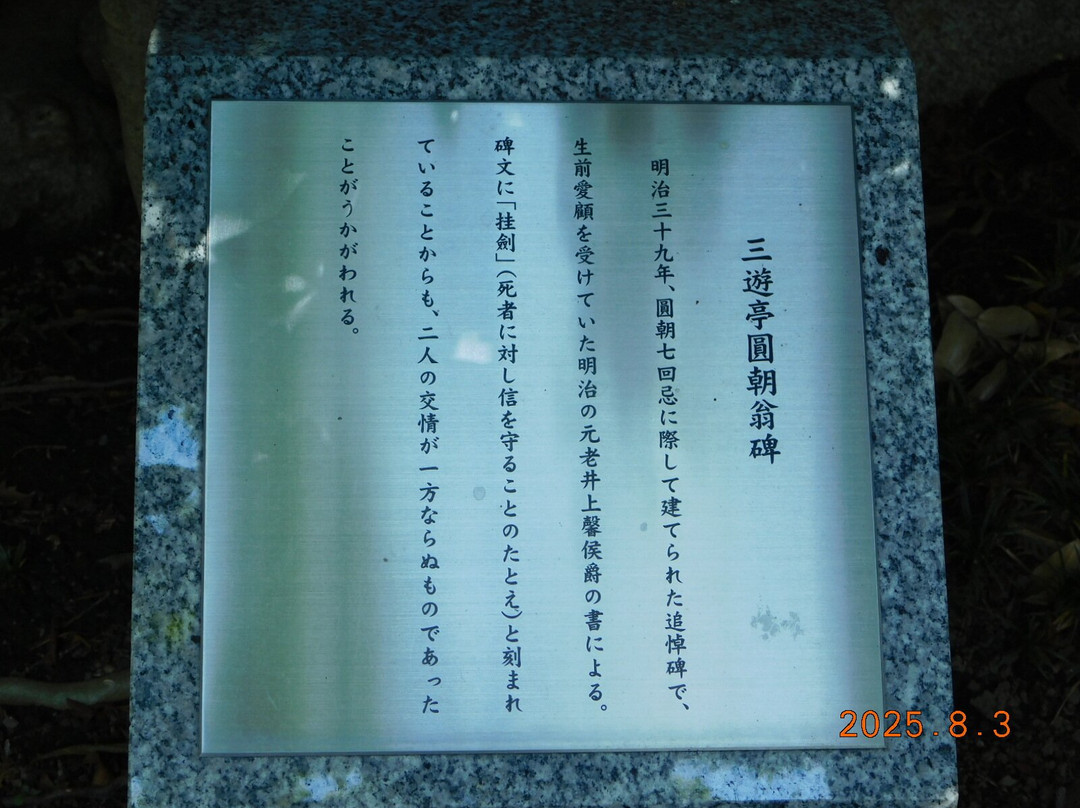 三遊亭圓朝翁碑
明治三十九年、圓朝七回忌に際して建てられた追悼碑で、
生前愛顧を受けていた明治の元老井上馨侯爵の書による。
碑文に「挂劍」（死者に対し信を守ることのたとえ）と刻まれ
ていることからも、二人の交情が一方ならぬものであった
ことがうかがわれる。
2025.8.3